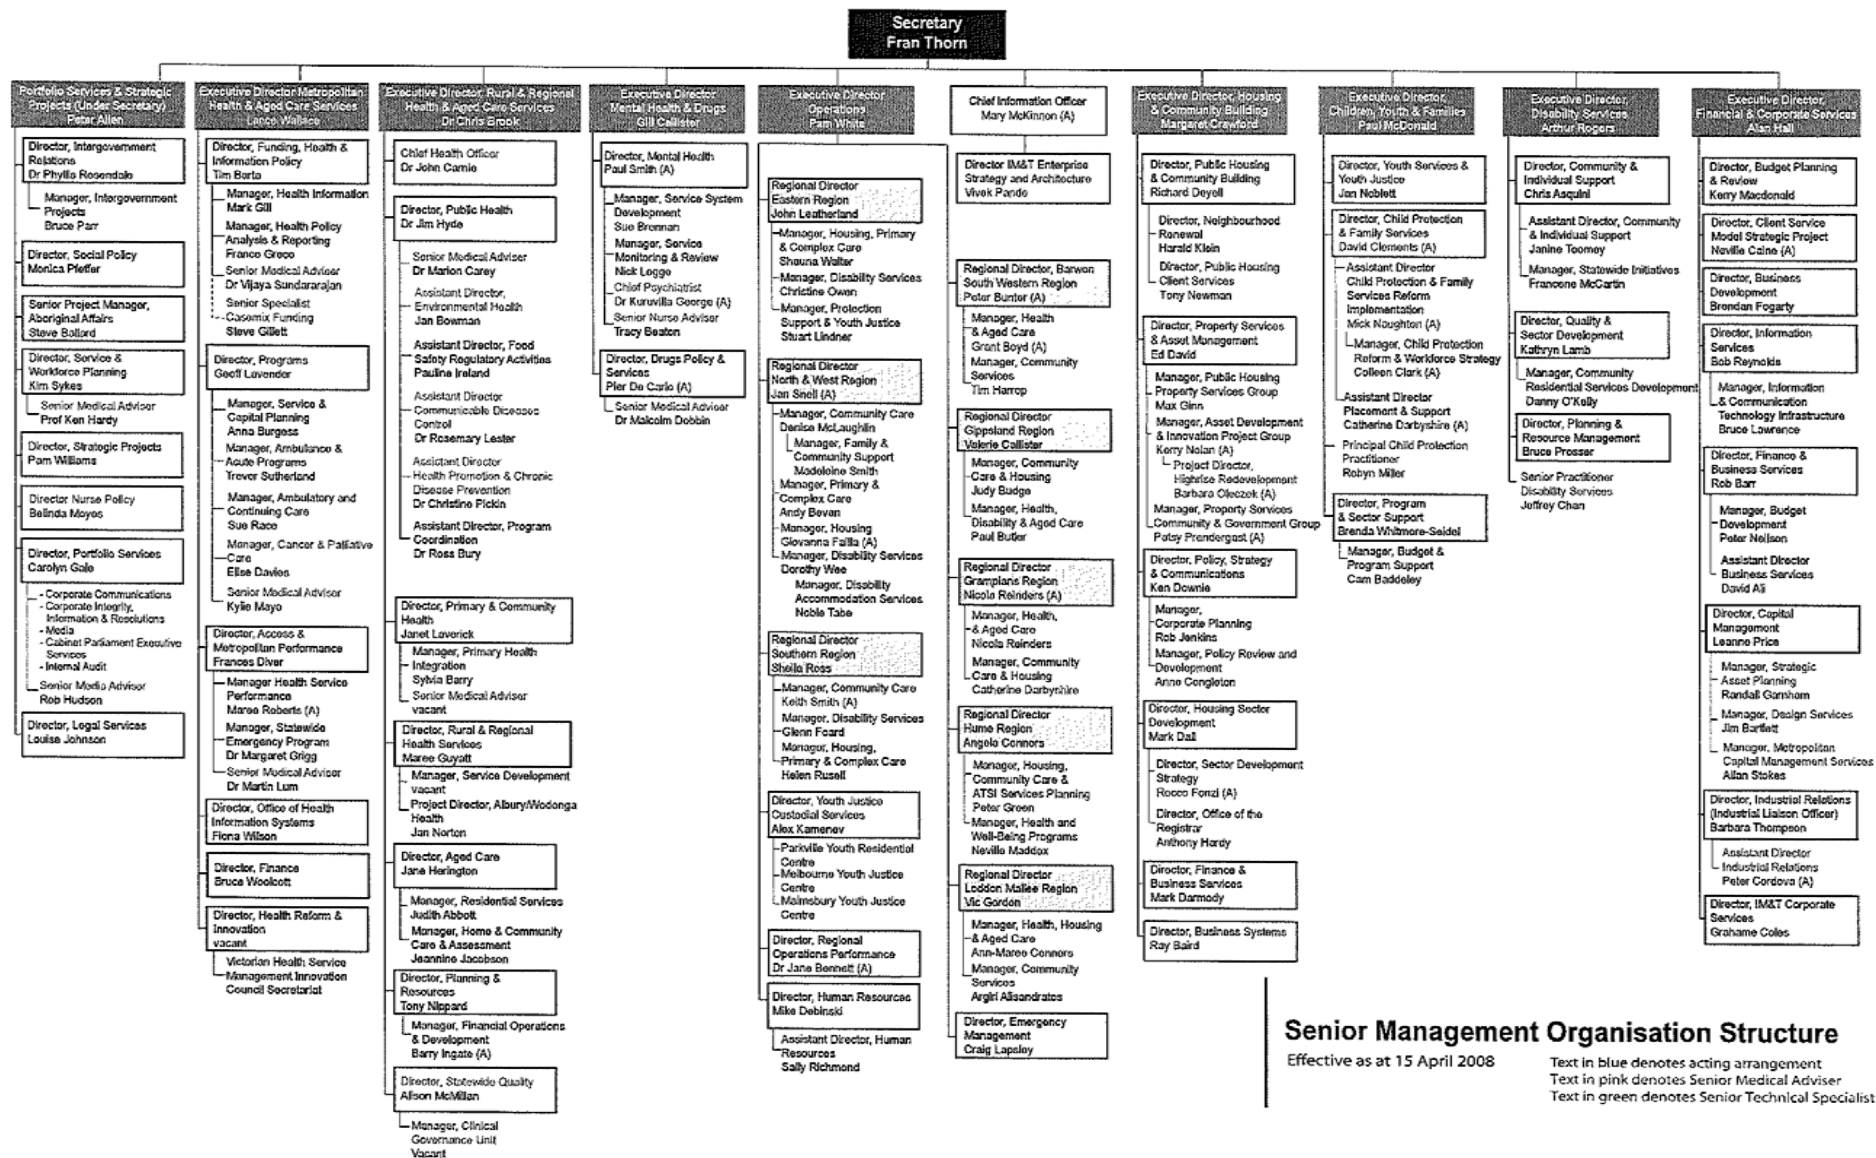 Secretary
Fran Thorn
Portfolio Services & Strategic
Projects (Under Secretary)
Peter Allen
Director, Intergovernment
Relations
Dr Phyllis Rosendale
Manager, Intergovernment
Projects
Bruce Parr
Director, Social Policy
Monica Pfeffer
Senior Project Manager,
Aboriginal Affairs
Steve Ballard
Director, Service &
Workforce Planning
Kim Sykes
Senior Medical Advisor
Prof Ken Hardy
Director, Strategic Projects
Pam Williams
Director Nurse Policy
Belinda Moyes
Director, Portfolio Services
Carolyn Gale
- Corporate Communications
- Corporate Integrity,
Information & Resolutions
- Media
- Cabinet Parliament Executive
Services
- Internal Audit
Senior Media Advisor
Rob Hudson
Director, Legal Services
Louise Johnson
Executive Director Metropolitan
Health & Aged Care Services
Lance Wallace
Director, Funding, Health &
Information Policy
Tim Barta
Manager, Health Information
Mark Gill
Manager, Health Policy
Analysis & Reporting
Franco Greco
Senior Medical Adviser
Dr Vijaya Sundararajan
Senior Specialist
Casemix Funding
Steve Gillett
Director, Programs
Geoff Lavender
Manager, Service &
Capital Planning
Anna Burgess
Manager, Ambulance &
Acute Programs
Trevor Sutherland
Manager, Ambulatory and
Continuing Care
Sue Race
Manager, Cancer & Palliative
Care
Elise Davies
Senior Medical Advisor
Kylie Mayo
Director, Access &
Metropolitan Performance
Frances Diver
Manager Health Service
Performance
Maree Roberts (A)
Manager, Statewide
Emergency Program
Dr Margaret Grigg
Senior Medical Advisor
Dr Martin Lum
Director, Office of Health
Information Systems
Fiona Wilson
Director, Finance
Bruce Woolcott
Director, Health Reform &
Innovation
vacant
Victorian Health Service
Management Innovation
Council Secretariat
Executive Director, Rural & Regional
Health & Aged Care Services
Dr Chris Brook
Chief Health Officer
Dr John Carnie
Director, Public Health
Dr Jim Hyde
Senior Medical Adviser
Dr Marion Carey
Assistant Director,
Environmental Health
Jan Bowman
Assistant Director, Food
Safety Regulatory Activities
Pauline Ireland
Assistant Director
Communicable Diseases
Control
Dr Rosemary Lester
Assistant Director
Health Promotion & Chronic
Disease Prevention
Dr Christine Pickin
Assistant Director, Program
Coordination
Dr Ross Bury
Director, Primary & Community
Health
Janet Laverick
Manager, Primary Health
Integration
Sylvia Barry
Senior Medical Advisor
vacant
Director, Rural & Regional
Health Services
Maree Guyatt
Manager, Service Development
vacant
Project Director, Albury/Wodonga
Health
Jan Norton
Director, Aged Care
Jane Herington
Manager, Residential Services
Judith Abbott
Manager, Home & Community
Care & Assessment
Jeannine Jacobson
Director, Planning &
Resources
Tony Nippard
Manager, Financial Operations
& Development
Barry Ingate (A)
Director, Statewide Quality
Alison McMillan
Manager, Clinical
Governance Unit
Vacant
Executive Director
Mental Health & Drugs
Gill Callister
Director, Mental Health
Paul Smith (A)
Manager, Service System
Development
Sue Brennan
Manager, Service
Monitoring & Review
Nick Legge
Chief Psychiatrist
Dr Kuruvilla George (A)
Senior Nurse Adviser
Tracy Beaton
Director, Drugs Policy &
Services
Pier De Carlo (A)
Senior Medical Advisor
Dr Malcolm Dobbin
Executive Director
Operations
Pam White
Regional Director
Eastern Region
John Leatherland
Manager, Housing, Primary
& Complex Care
Shauna Walter
Manager, Disability Services
Christine Owen
Manager, Protection
Support & Youth Justice
Stuart Lindner
Regional Director
North & West Region
Jan Snell (A)
Manager, Community Care
Denise McLaughlin
Manager, Family &
Community Support
Madeleine Smith
Manager, Primary &
Complex Care
Andy Bevan
Manager, Housing
Giovanna Failla (A)
Manager, Disability Services
Dorothy Wee
Manager, Disability
Accommodation Services
Noble Tabe
Regional Director
Southern Region
Sheila Ross
Manager, Community Care
Keith Smith (A)
Manager, Disability Services
Glenn Foard
Manager, Housing,
Primary & Complex Care
Helen Rusell
Director, Youth Justice
Custodial Services
Alex Kamenev
Parkville Youth Residential
Centre
Melbourne Youth Justice
Centre
Malmsbury Youth Justice
Centre
Director, Regional
Operations Performance
Dr Jane Bennett (A)
Director, Human Resources
Mike Debinski
Assistant Director, Human
Resources
Sally Richmond
Chief Information Officer
Mary McKinnon (A)
Director IM&T Enterprise
Strategy and Architecture
Vivek Pande
Regional Director, Barwon
South Western Region
Peter Bunter (A)
Manager, Health
& Aged Care
Grant Boyd (A)
Manager, Community
Services
Tim Harrop
Regional Director
Gippsland Region
Valerie Callister
Manager, Community
Care & Housing
Judy Budge
Manager, Health,
Disability & Aged Care
Paul Butler
Regional Director
Grampians Region
Nicola Reinders (A)
Manager, Health,
& Aged Care
Nicola Reinders
Manager, Community
Care & Housing
Catherine Darbyshire
Regional Director
Hume Region
Angela Connors
Manager, Housing,
Community Care &
ATSI Services Planning
Peter Green
Manager, Health and
Well-Being Programs
Neville Maddox
Regional Director
Loddon Mallee Region
Vic Gordon
Manager, Health, Housing
& Aged Care
Ann-Maree Connors
Manager, Community
Services
Argiri Alisandratos
Director, Emergency
Management
Craig Lapsley
Executive Director, Housing
& Community Building
Margaret Crawford
Director, Public Housing
& Community Building
Richard Deyell
Director, Neighbourhood
Renewal
Harald Klein
Director, Public Housing
Client Services
Tony Newman
Director, Property Services
& Asset Management
Ed David
Manager, Public Housing
Property Services Group
Max Ginn
Manager, Asset Development
& Innovation Project Group
Kerry Nolan (A)
Project Director,
Highrise Redevelopment
Barbara Oleczek (A)
Manager, Property Services
Community & Government Group
Patsy Prendergast (A)
Director, Policy, Strategy
& Communications
Ken Downie
Manager,
Corporate Planning
Rob Jenkins
Manager, Policy Review and
Development
Anne Congleton
Director, Housing Sector
Development
Mark Dall
Director, Sector Development
Strategy
Rocco Fonzi (A)
Director, Office of the
Registrar
Anthony Hardy
Director, Finance &
Business Services
Mark Darmody
Director, Business Systems
Ray Baird
Executive Director,
Children, Youth & Families
Paul McDonald
Director, Youth Services &
Youth Justice
Jan Noblett
Director, Child Protection
& Family Services
David Clements (A)
Assistant Director
Child Protection & Family
Services Reform
Implementation
Mick Naughton (A)
Manager, Child Protection
Reform & Workforce Strategy
Colleen Clark (A)
Assistant Director
Placement & Support
Catherine Darbyshire (A)
Principal Child Protection
Practitioner
Robyn Miller
Director, Program
& Sector Support
Brenda Whitmore-Seidel
Manager, Budget &
Program Support
Cam Baddeley
Executive Director,
Disability Services
Arthur Rogers
Director, Community &
Individual Support
Chris Asquini
Assistant Director, Community
& Individual Support
Janine Toomey
Manager, Statewide Initiatives
Francene McCartin
Director, Quality &
Sector Development
Kathryn Lamb
Manager, Community
Residential Services Development
Danny O'Kelly
Director, Planning &
Resource Management
Bruce Prosser
Senior Practitioner
Disability Services
Jeffrey Chan
Executive Director,
Financial & Corporate Services
Alan Hall
Director, Budget Planning
& Review
Kerry Macdonald
Director, Client Service
Model Strategic Project
Neville Caine (A)
Director, Business
Development
Brendan Fogarty
Director, Information
Services
Bob Reynolds
Manager, Information
& Communication
Technology Infrastructure
Bruce Lawrence
Director, Finance &
Business Services
Rob Barr
Manager, Budget
Development
Peter Neilson
Assistant Director
Business Services
David Ali
Director, Capital
Management
Leanne Price
Manager, Strategic
Asset Planning
Randall Garnham
Manager, Design Services
Jim Bartlett
Manager, Metropolitan
Capital Management Services
Allan Stokes
Director, Industrial Relations
(Industrial Liaison Officer)
Barbara Thompson
Assistant Director
Industrial Relations
Peter Cordova (A)
Director, IM&T Corporate
Services
Grahame Coles
Senior Management Organisation Structure
Effective as at 15 April 2008
Text in blue denotes acting arrangement
Text in pink denotes Senior Medical Adviser
Text in green denotes Senior Technical Specialist